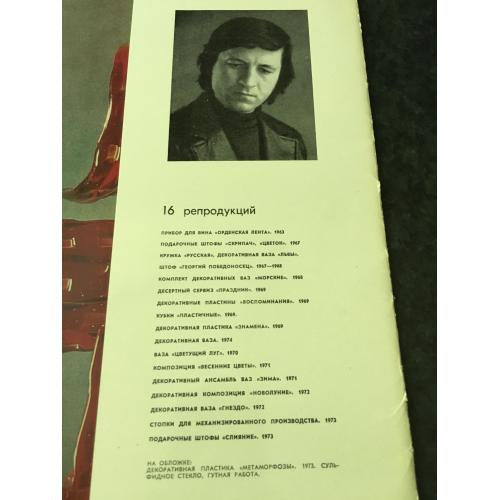 16 репродукций
ПРИБОР ДЛЯ ВИНА «ОРДЕНСКАЯ ЛЕНТА». 1963
ПОДАРОЧНЫЕ ШТОФЫ «СКРИПАЧ», «ЦВЕТОК». 1967
КРУЖКА «РУССКАЯ», ДЕКОРАТИВНАЯ ВАЗА «ЛЬВЫ».
ШТОФ «ГЕОРГИЙ ПОБЕДОНОСЕЦ». 1967—1968
КОМПЛЕКТ ДЕКОРАТИВНЫХ ВАЗ «МОРСКИЕ». 1968
ДЕСЕРТНЫЙ СЕРВИЗ «ПРАЗДНИК». 1969
ДЕКОРАТИВНЫЕ ПЛАСТИНЫ «ВОСПОМИНАНИЯ». 1969
КУБКИ «ПЛАСТИЧНЫЕ». 1969.
ДЕКОРАТИВНАЯ ПЛАСТИКА «ЗНАМЕНА». 1969
ДЕКОРАТИВНАЯ ВАЗА. 1974
ВАЗА «ЦВЕТУЩИЙ ЛУГ». 1970
КОМПОЗИЦИЯ «ВЕСЕННИЕ ЦВЕТЫ». 1971
ДЕКОРАТИВНЫЙ АНСАМБЛЬ ВАЗ «ЗИМА». 1971
ДЕКОРАТИВНАЯ КОМПОЗИЦИЯ «НОВОЛУНИЕ». 1972
ДЕКОРАТИВНАЯ ВАЗА «ГНЕЗДО». 1972
СТОПКИ ДЛЯ МЕХАНИЗИРОВАННОГО ПРОИЗВОДСТВА. 1973
ПОДАРОЧНЫЕ ШТОФЫ «СЛИЯНИЕ». 1973
НА ОБЛОЖКЕ:
ДЕКОРАТИВНАЯ ПЛАСТИКА «МЕТАМОРФОЗЫ». 1973. СУЛЬ-
ФИДНОЕ СТЕКЛО, ГУТНАЯ РАБОТА.